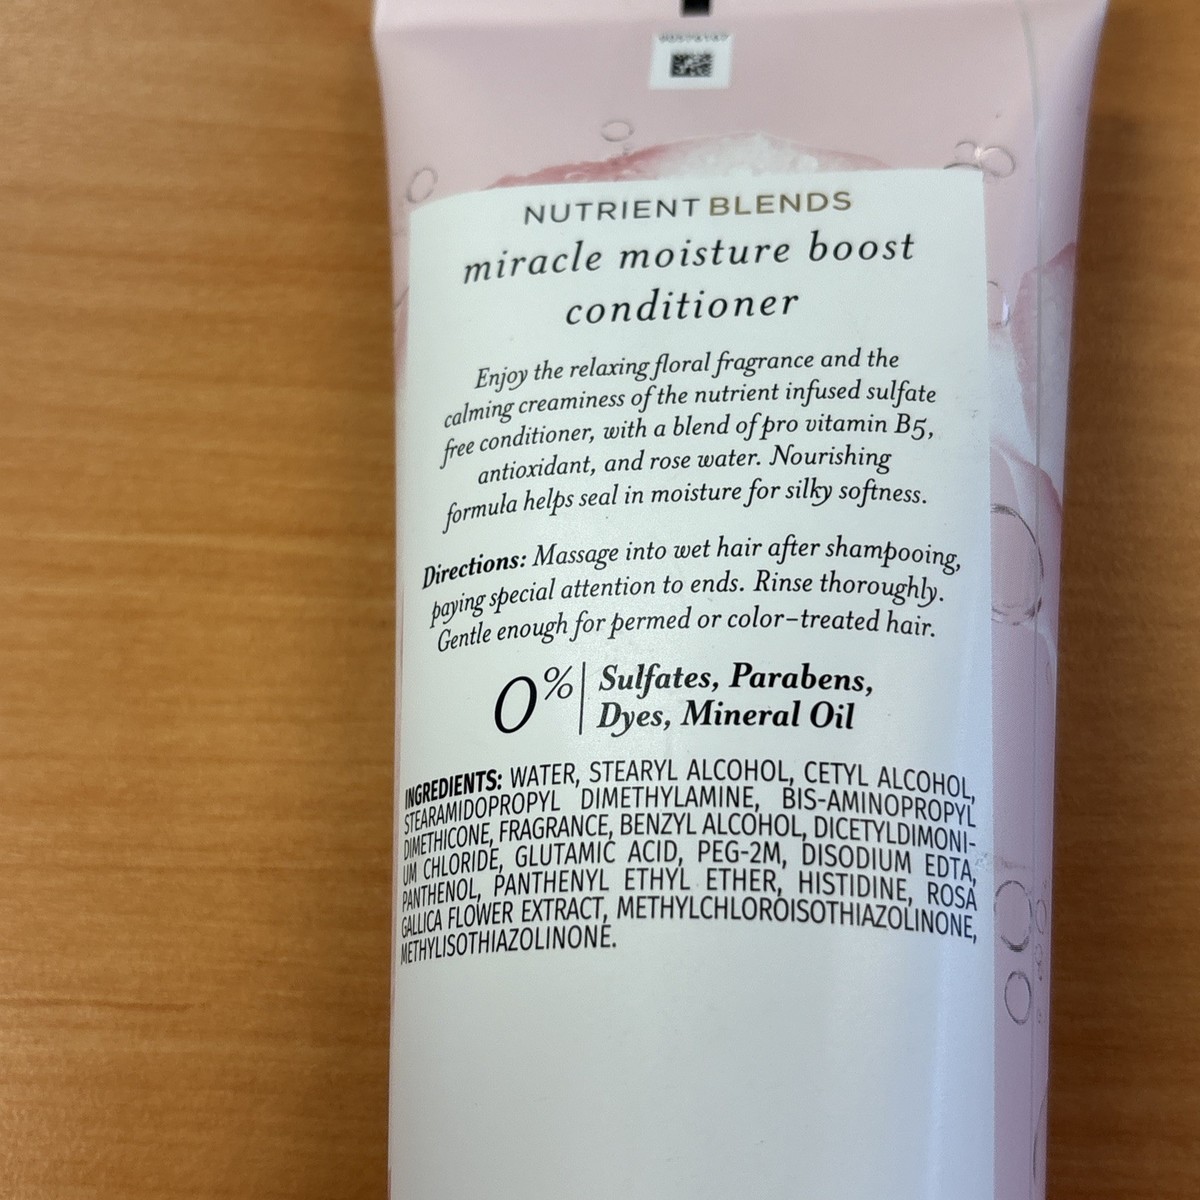 NUTRIENT BLENDS
miracle moisture boost
conditioner
Enjoy the relaxing floral fragrance and the
calming creaminess of the nutrient infused sulfate
free conditioner, with a blend of pro vitamin B5,
antioxidant, and rose water. Nourishing
formula helps seal in moisture for silky softness.
Directions: Massage into wet hair after shampooing,
paying special attention to ends. Rinse thoroughly.
Gentle enough for permed or color-treated hair.
0% | Sulfates, Parabens,
Dyes, Mineral Oil
INGREDIENTS: WATER, STEARYL ALCOHOL, CETYL ALCOHOL,
STEARAMIDOPROPYL DIMETHYLAMINE, BIS-AMINOPROPYL
DIMETHICONE, FRAGRANCE, BENZYL ALCOHOL, DICETYLDIMONI-
UM CHLORIDE, GLUTAMIC ACID, PEG-2M, DISODIUM EDTA,
PANTHENOL, PANTHENYL ETHYL ETHER, HISTIDINE, ROSA
GALLICA FLOWER EXTRACT, METHYLCHLOROISOTHIAZOLINONE,
METHYLISOTHIAZOLINONE.